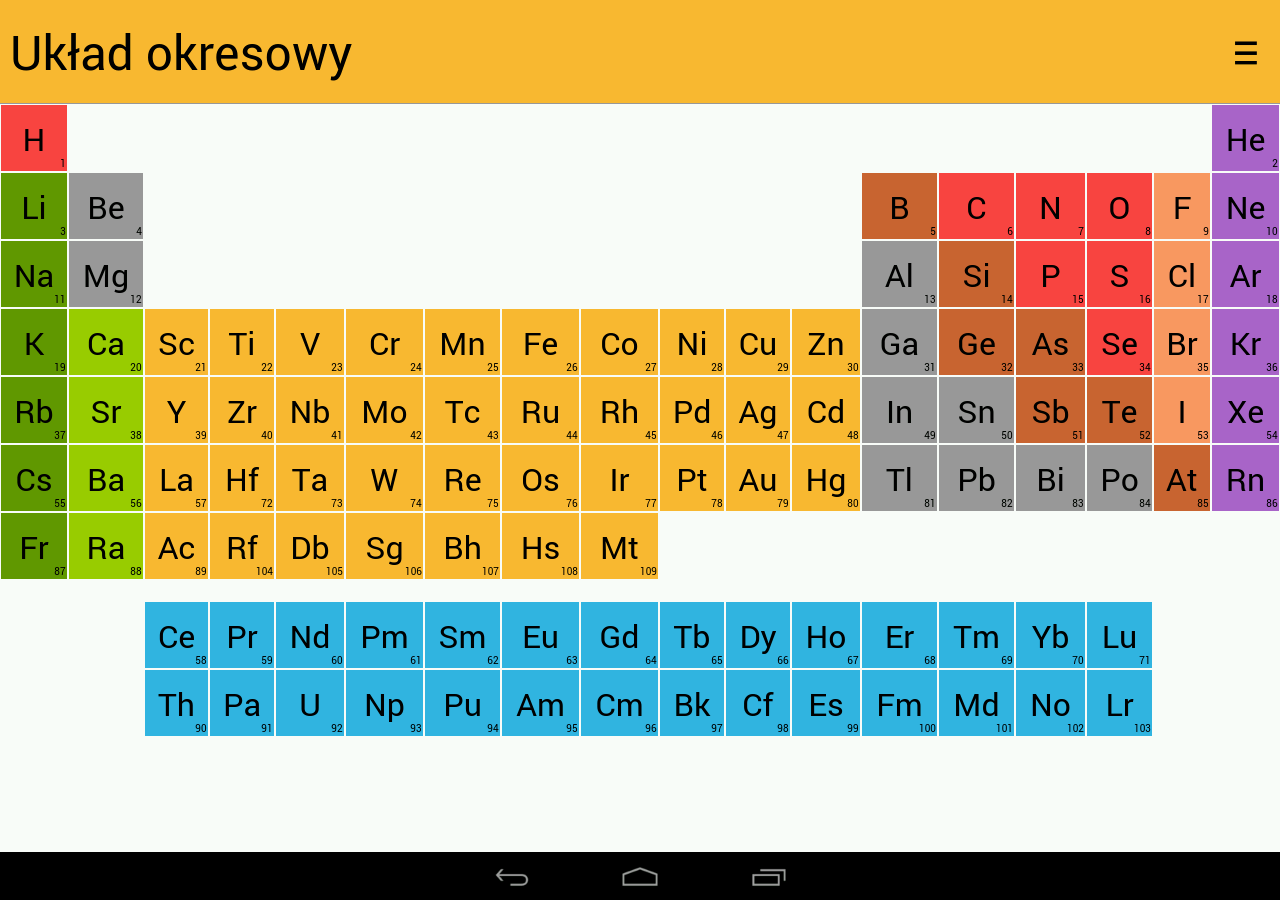 Układ okresowy ☰
H 1 He 2
Li 3 Be 4 B 5 C 6 N 7 O 8 F 9 Ne 10
Na 11 Mg 12 Al 13 Si 14 P 15 S 16 Cl 17 Ar 18
K 19 Ca 20 Sc 21 Ti 22 V 23 Cr 24 Mn 25 Fe 26 Co 27 Ni 28 Cu 29 Zn 30 Ga 31 Ge 32 As 33 Se 34 Br 35 Kr 36
Rb 37 Sr 38 Y 39 Zr 40 Nb 41 Mo 42 Tc 43 Ru 44 Rh 45 Pd 46 Ag 47 Cd 48 In 49 Sn 50 Sb 51 Te 52 I 53 Xe 54
Cs 55 Ba 56 La 57 Hf 72 Ta 73 W 74 Re 75 Os 76 Ir 77 Pt 78 Au 79 Hg 80 Tl 81 Pb 82 Bi 83 Po 84 At 85 Rn 86
Fr 87 Ra 88 Ac 89 Rf 104 Db 105 Sg 106 Bh 107 Hs 108 Mt 109
Ce 58 Pr 59 Nd 60 Pm 61 Sm 62 Eu 63 Gd 64 Tb 65 Dy 66 Ho 67 Er 68 Tm 69 Yb 70 Lu 71
Th 90 Pa 91 U 92 Np 93 Pu 94 Am 95 Cm 96 Bk 97 Cf 98 Es 99 Fm 100 Md 101 No 102 Lr 103